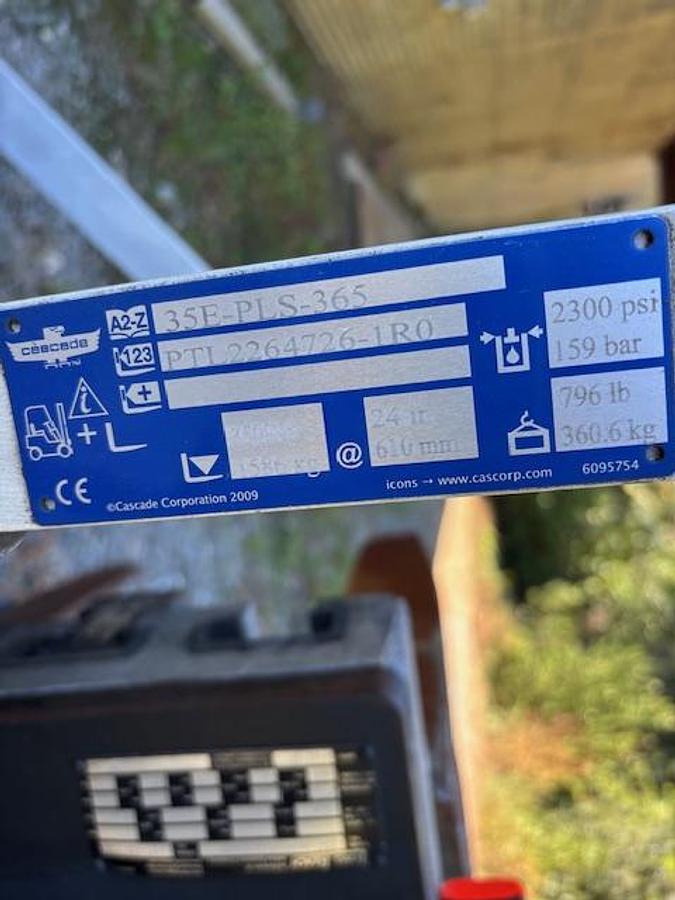 A2-Z 35E-PLS-365
123 PTL2264726-1R0
cascade
2300 psi
159 bar
@
24 in
610 mm
796 lb
360.6 kg
CE
©Cascade Corporation 2009
icons → www.cascorp.com
6095754